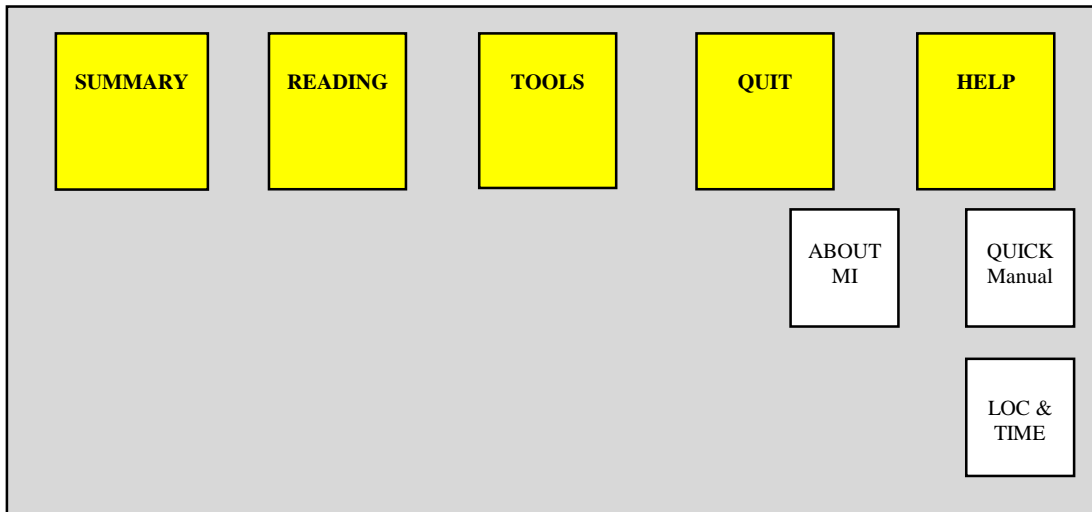 SUMMARY
READING
TOOLS
QUIT
HELP
ABOUT
MI
QUICK
Manual
LOC &
TIME